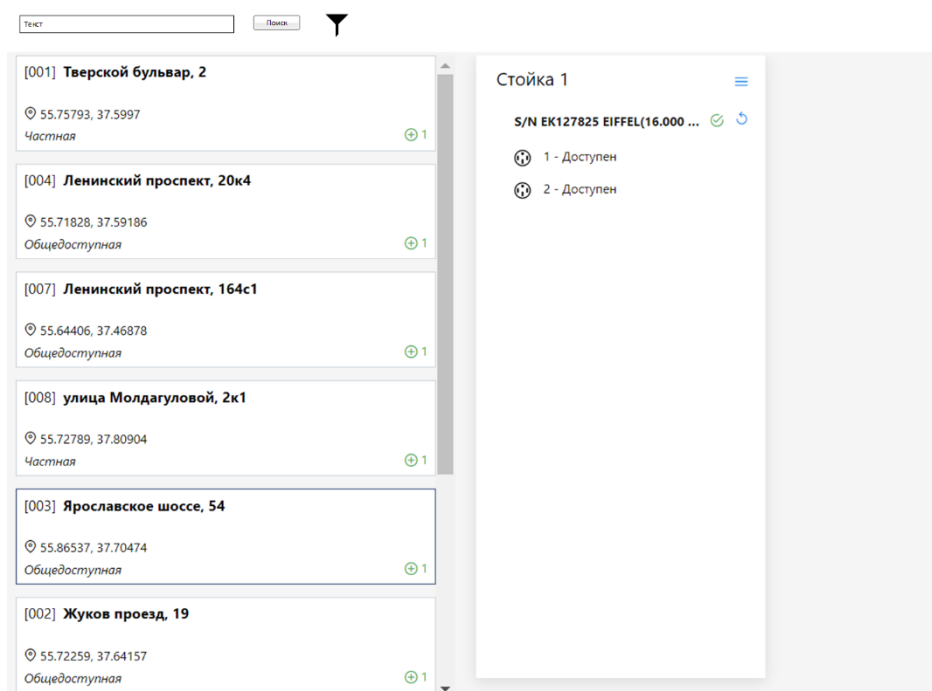 Текст
Поиск
[001] Тверской бульвар, 2
55.75793, 37.5997
Частная
1
[004] Ленинский проспект, 20к4
55.71828, 37.59186
Общедоступная
1
[007] Ленинский проспект, 164с1
55.64406, 37.46878
Общедоступная
1
[008] улица Молдагуловой, 2к1
55.72789, 37.80904
Частная
1
[003] Ярославское шоссе, 54
55.86537, 37.70474
Общедоступная
1
[002] Жуков проезд, 19
55.72259, 37.64157
Общедоступная
1
Стойка 1
S/N EK127825 EIFFEL(16.000 ...
1 - Доступен
2 - Доступен